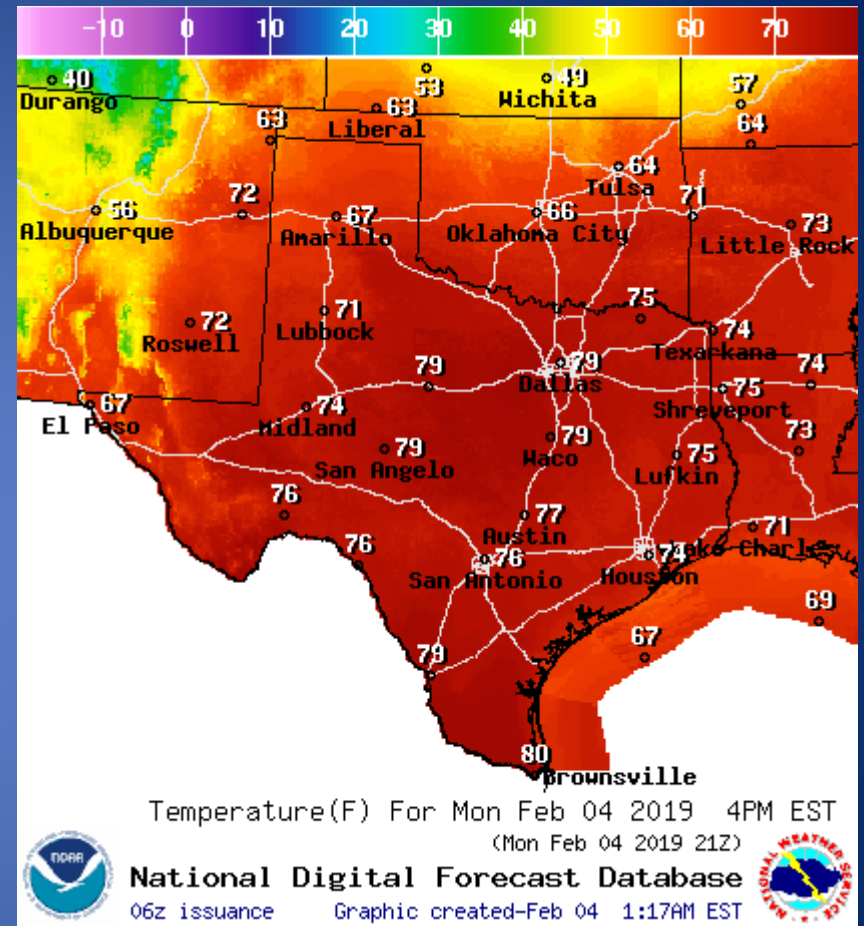 -10 0 10 20 30 40 50 60 70
40
Durango
53
49
Wichita
57
63
63
Liberal
64
64
Tulsa
56
Albuquerque
72
67
Amarillo
66
Oklahoma City
71
73
Little Rock
72
Roswell
71
Lubbock
75
74
Texarkana
79
79
Dallas
74
75
Shreveport
67
El Paso
74
Midland
79
San Angelo
79
Waco
75
Lufkin
73
76
77
Austin
71
Lake Charles
76
76
San Antonio
74
Houston
79
67
69
80
Brownsville
Temperature(F) For Mon Feb 04 2019 4PM EST
(Mon Feb 04 2019 21Z)
National Digital Forecast Database
06z issuance Graphic created-Feb 04 1:17AM EST
NOAA
NATIONAL WEATHER SERVICE